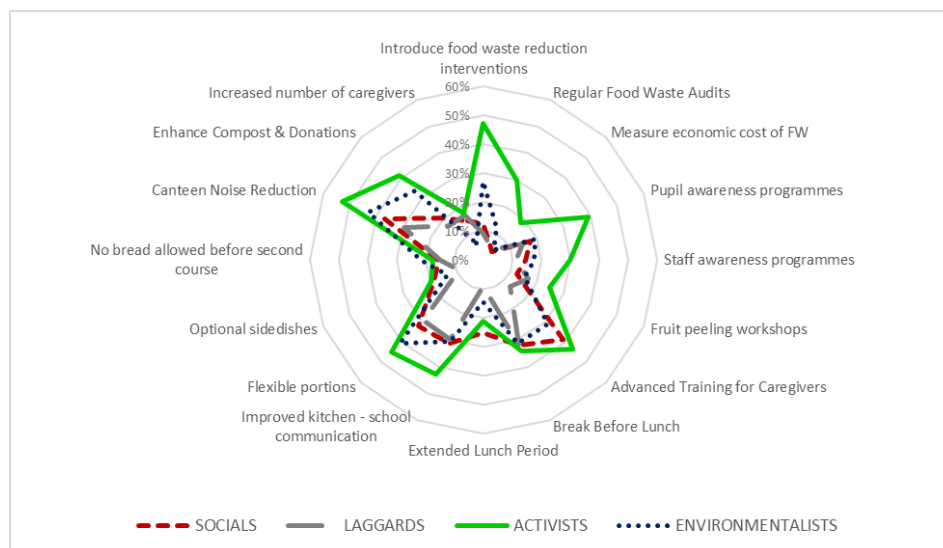 Introduce food waste reduction
interventions
60%
50%
40%
30%
20%
10%
0%
Regular Food Waste Audits
Measure economic cost of FW
Pupil awareness programmes
Staff awareness programmes
Fruit peeling workshops
Advanced Training for Caregivers
Break Before Lunch
Extended Lunch Period
Improved kitchen - school
communication
Flexible portions
Optional sidedishes
No bread allowed before second
course
Canteen Noise Reduction
Enhance Compost & Donations
Increased number of caregivers
SOCIALS
LAGGARDS
ACTIVISTS
ENVIRONMENTALISTS